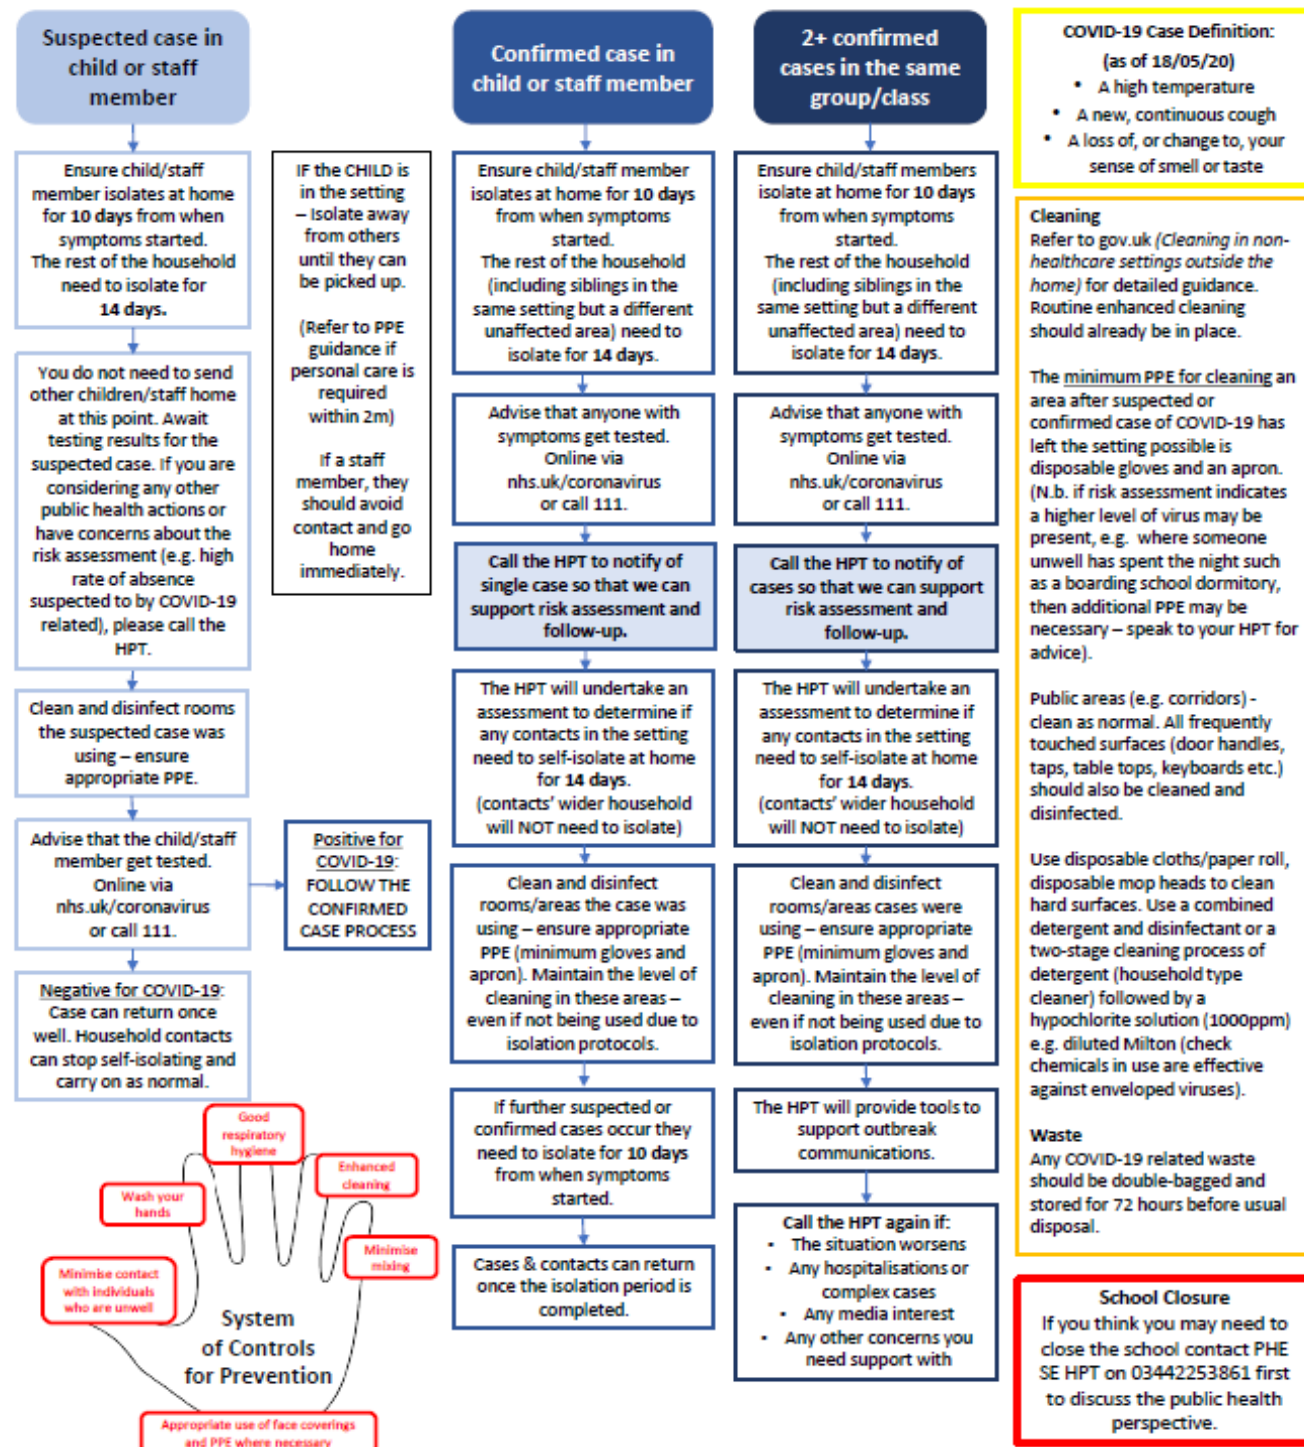 Suspected case in
child or staff
member
Ensure child/staff
member isolates at home
for 10 days from when
symptoms started.
The rest of the household
need to isolate for
14 days.
You do not need to send
other children/staff home
at this point. Await
testing results for the
suspected case. If you are
considering any other
public health actions or
have concerns about the
risk assessment (e.g. high
rate of absence
suspected to by COVID-19
related), please call the
HPT.
Clean and disinfect rooms
the suspected case was
using – ensure
appropriate PPE.
Advise that the child/staff
member get tested.
Online via
nhs.uk/coronavirus
or call 111.
Negative for COVID-19:
Case can return once
well. Household contacts
can stop self-isolating and
carry on as normal.
IF the CHILD is
in the setting
– Isolate away
from others
until they can
be picked up.
(Refer to PPE
guidance if
personal care is
required
within 2m)
If a staff
member, they
should avoid
contact and go
home
immediately.
Positive for
COVID-19:
FOLLOW THE
CONFIRMED
CASE PROCESS
Good
respiratory
hygiene
Enhanced
cleaning
Wash your
hands
Minimise
mixing
Minimise contact
with individuals
who are unwell
System
of Controls
for Prevention
Appropriate use of face coverings
and PPE where necessary
Confirmed case in
child or staff member
Ensure child/staff member
isolates at home for 10 days
from when symptoms
started.
The rest of the household
(including siblings in the
same setting but a different
unaffected area) need to
isolate for 14 days.
Advise that anyone with
symptoms get tested.
Online via
nhs.uk/coronavirus
or call 111.
Call the HPT to notify of
single case so that we can
support risk assessment and
follow-up.
The HPT will undertake an
assessment to determine if
any contacts in the setting
need to self-isolate at home
for 14 days.
(contacts' wider household
will NOT need to isolate)
Clean and disinfect
rooms/areas the case was
using – ensure appropriate
PPE (minimum gloves and
apron). Maintain the level of
cleaning in these areas –
even if not being used due to
isolation protocols.
If further suspected or
confirmed cases occur they
need to isolate for 10 days
from when symptoms
started.
Cases & contacts can return
once the isolation period is
completed.
2+ confirmed
cases in the same
group/class
Ensure child/staff members
isolate at home for 10 days
from when symptoms
started.
The rest of the household
(including siblings in the
same setting but a different
unaffected area) need to
isolate for 14 days.
Advise that anyone with
symptoms get tested.
Online via
nhs.uk/coronavirus
or call 111.
Call the HPT to notify of
cases so that we can support
risk assessment and
follow-up.
The HPT will undertake an
assessment to determine if
any contacts in the setting
need to self-isolate at home
for 14 days.
(contacts' wider household
will NOT need to isolate)
Clean and disinfect
rooms/areas cases were
using – ensure appropriate
PPE (minimum gloves and
apron). Maintain the level of
cleaning in these areas –
even if not being used due to
isolation protocols.
The HPT will provide tools to
support outbreak
communications.
Call the HPT again if:
• The situation worsens
• Any hospitalisations or
complex cases
• Any media interest
• Any other concerns you
need support with
COVID-19 Case Definition:
(as of 18/05/20)
• A high temperature
• A new, continuous cough
• A loss of, or change to, your
sense of smell or taste
Cleaning
Refer to gov.uk (Cleaning in non-
healthcare settings outside the
home) for detailed guidance.
Routine enhanced cleaning
should already be in place.
The minimum PPE for cleaning an
area after suspected or
confirmed case of COVID-19 has
left the setting possible is
disposable gloves and an apron.
(N.b. if risk assessment indicates
a higher level of virus may be
present, e.g. where someone
unwell has spent the night such
as a boarding school dormitory,
then additional PPE may be
necessary – speak to your HPT for
advice).
Public areas (e.g. corridors) -
clean as normal. All frequently
touched surfaces (door handles,
taps, table tops, keyboards etc.)
should also be cleaned and
disinfected.
Use disposable cloths/paper roll,
disposable mop heads to clean
hard surfaces. Use a combined
detergent and disinfectant or a
two-stage cleaning process of
detergent (household type
cleaner) followed by a
hypochlorite solution (1000ppm)
e.g. diluted Milton (check
chemicals in use are effective
against enveloped viruses).
Waste
Any COVID-19 related waste
should be double-bagged and
stored for 72 hours before usual
disposal.
School Closure
If you think you may need to
close the school contact PHE
SE HPT on 03442253861 first
to discuss the public health
perspective.